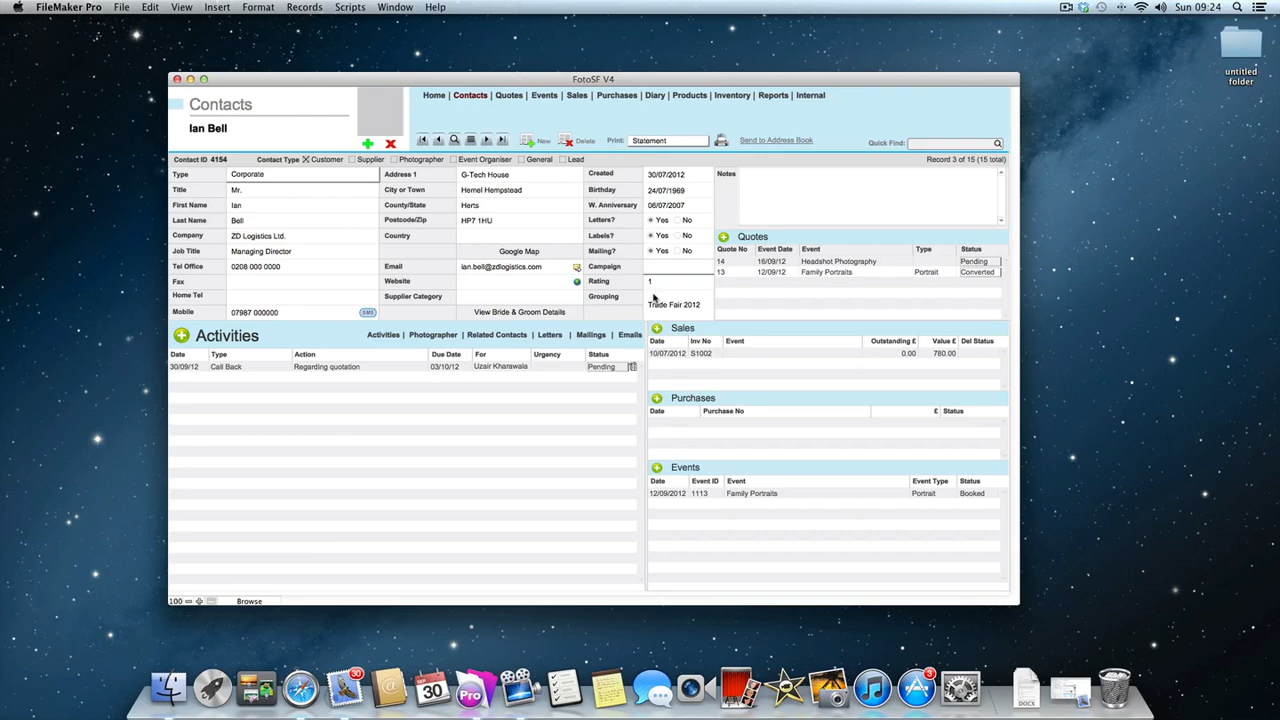 FileMaker Pro File Edit View Insert Format Records Scripts Window Help Sun 09:24
untitled folder
FotoSF V4
Contacts
Ian Bell
Home Contacts Quotes Events Sales Purchases Diary Products Inventory Reports Internal
New Delete Print: Statement Send to Address Book Quick Find:
Contact ID 4154 Contact Type Customer Supplier Photographer Event Organiser General Lead Record 3 of 15 (15 total)
Type Corporate Address 1 G-Tech House Created 30/07/2012 Notes
Title Mr. City or Town Hemel Hempstead Birthday 24/07/1969
First Name Ian County/State Herts W. Anniversary 06/07/2007
Last Name Bell Postcode/Zip HP7 1HU Letters? Yes No
Company ZD Logistics Ltd. Country Labels? Yes No
Quotes
Job Title Managing Director Google Map Mailing? Yes No
Quote No Event Date Event Type Status
Tel Office 0208 000 0000 Email ian.bell@zdlogistics.com Campaign
14 16/09/12 Headshot Photography Pending
13 12/09/12 Family Portraits Portrait Converted
Fax Website Rating 1
Home Tel Supplier Category Grouping Trade Fair 2012
Mobile 07987 000000 SMS View Bride & Groom Details
Activities
Activities Photographer Related Contacts Letters Mailings Emails
Date Type Action Due Date For Urgency Status
30/09/12 Call Back Regarding quotation 03/10/12 Uzair Kharawala Pending
Sales
Date Inv No Event Outstanding £ Value £ Del Status
10/07/2012 S1002 0.00 780.00
Purchases
Date Purchase No £ Status
Events
Date Event ID Event Event Type Status
12/09/2012 1113 Family Portraits Portrait Booked
100 Browse
30
SEP
30
Pro
3
DOCX